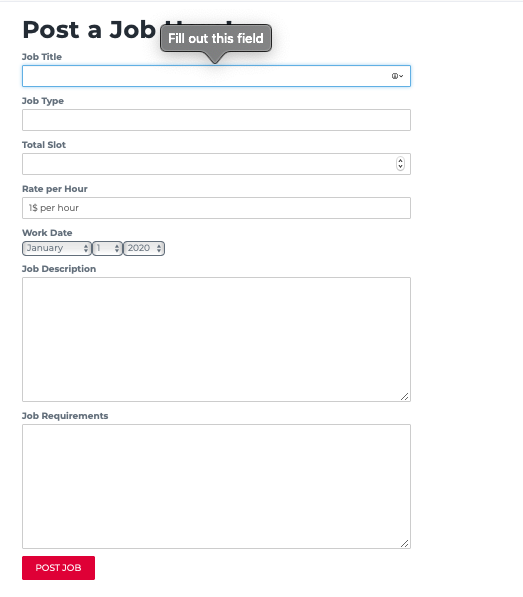 Post a Job
Fill out this field
Job Title
Job Type
Total Slot
Rate per Hour
1$ per hour
Work Date
January 1 2020
Job Description
Job Requirements
POST JOB